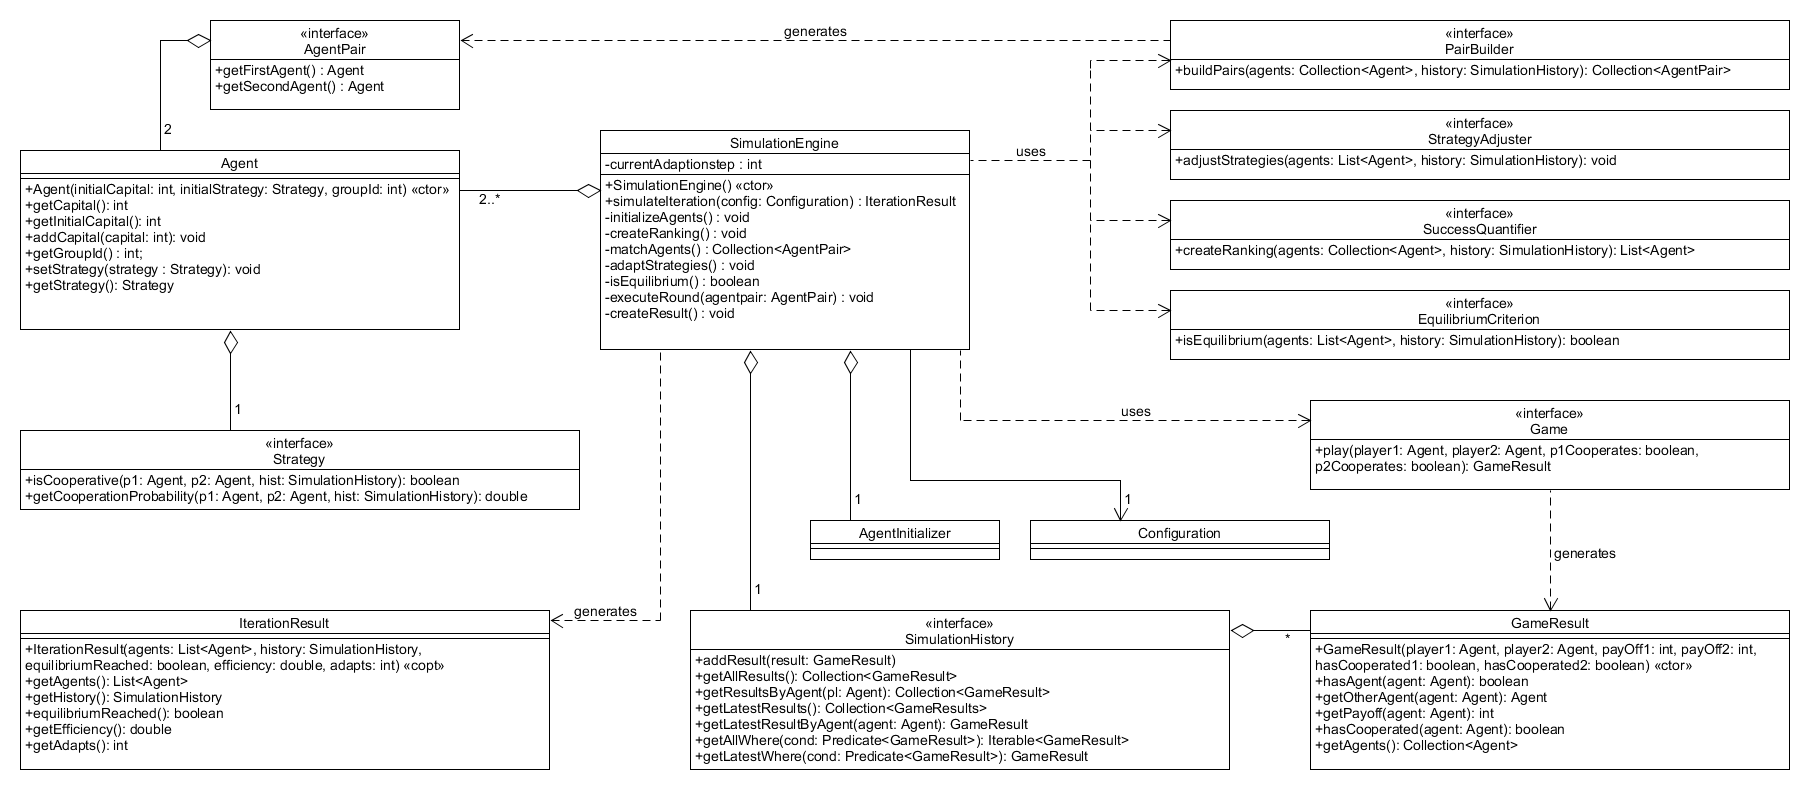 «interface»
AgentPair
+getFirstAgent() : Agent
+getSecondAgent() : Agent
generates
«interface»
PairBuilder
+buildPairs(agents: Collection<Agent>, history: SimulationHistory): Collection<AgentPair>
2
uses
«interface»
StrategyAdjuster
+adjustStrategies(agents: List<Agent>, history: SimulationHistory): void
«interface»
SuccessQuantifier
+createRanking(agents: Collection<Agent>, history: SimulationHistory): List<Agent>
«interface»
EquilibriumCriterion
+isEquilibrium(agents: List<Agent>, history: SimulationHistory): boolean
Agent
+Agent(initialCapital: int, initialStrategy: Strategy, groupId: int) «ctor»
+getCapital(): int
+getInitialCapital(): int
+addCapital(capital: int): void
+getGroupId() : int;
+setStrategy(strategy : Strategy): void
+getStrategy(): Strategy
2..*
SimulationEngine
-currentAdaptionstep : int
+SimulationEngine() «ctor»
+simulateIteration(config: Configuration) : IterationResult
-initializeAgents() : void
-createRanking() : void
-matchAgents() : Collection<AgentPair>
-adaptStrategies() : void
-isEquilibrium() : boolean
-executeRound(agentpair: AgentPair) : void
-createResult() : void
1
«interface»
Strategy
+isCooperative(p1: Agent, p2: Agent, hist: SimulationHistory): boolean
+getCooperationProbability(p1: Agent, p2: Agent, hist: SimulationHistory): double
uses
«interface»
Game
+play(player1: Agent, player2: Agent, p1Cooperates: boolean,
p2Cooperates: boolean): GameResult
1
AgentInitializer
1
Configuration
generates
1
generates
IterationResult
+IterationResult(agents: List<Agent>, history: SimulationHistory,
equilibriumReached: boolean, efficiency: double, adapts: int) «copt»
+getAgents(): List<Agent>
+getHistory(): SimulationHistory
+equilibriumReached(): boolean
+getEfficiency(): double
+getAdapts(): int
«interface»
SimulationHistory
+addResult(result: GameResult)
+getAllResults(): Collection<GameResult>
+getResultsByAgent(pl: Agent): Collection<GameResult>
+getLatestResults(): Collection<GameResults>
+getLatestResultByAgent(agent: Agent): GameResult
+getAllWhere(cond: Predicate<GameResult>): Iterable<GameResult>
+getLatestWhere(cond: Predicate<GameResult>): GameResult
*
GameResult
+GameResult(player1: Agent, player2: Agent, payOff1: int, payOff2: int,
hasCooperated1: boolean, hasCooperated2: boolean) «ctor»
+hasAgent(agent: Agent): boolean
+getOtherAgent(agent: Agent): Agent
+getPayoff(agent: Agent): int
+hasCooperated(agent: Agent): boolean
+getAgents(): Collection<Agent>